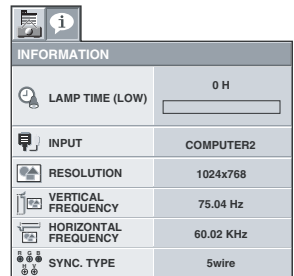 INFORMATION
LAMP TIME (LOW)
0 H
INPUT
COMPUTER2
RESOLUTION
1024x768
VERTICAL
FREQUENCY
75.04 Hz
HORIZONTAL
FREQUENCY
60.02 KHz
R G B
H V
SYNC. TYPE
5wire